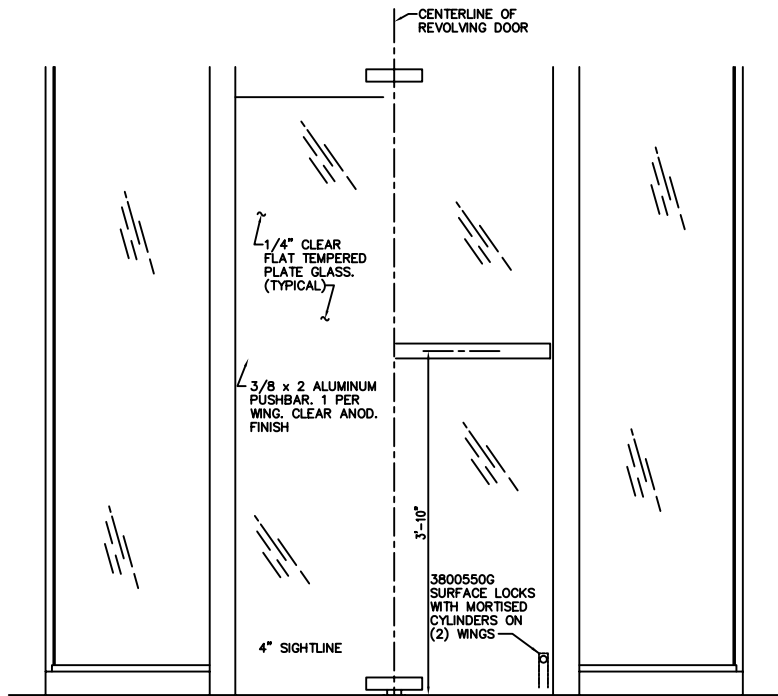 CENTERLINE OF
REVOLVING DOOR
1/4" CLEAR
FLAT TEMPERED
PLATE GLASS.
(TYPICAL)
3/8 x 2 ALUMINUM
PUSHBAR. 1 PER
WING. CLEAR ANOD.
FINISH
3'-10"
3800550G
SURFACE LOCKS
WITH MORTISED
CYLINDERS ON
(2) WINGS
4" SIGHTLINE